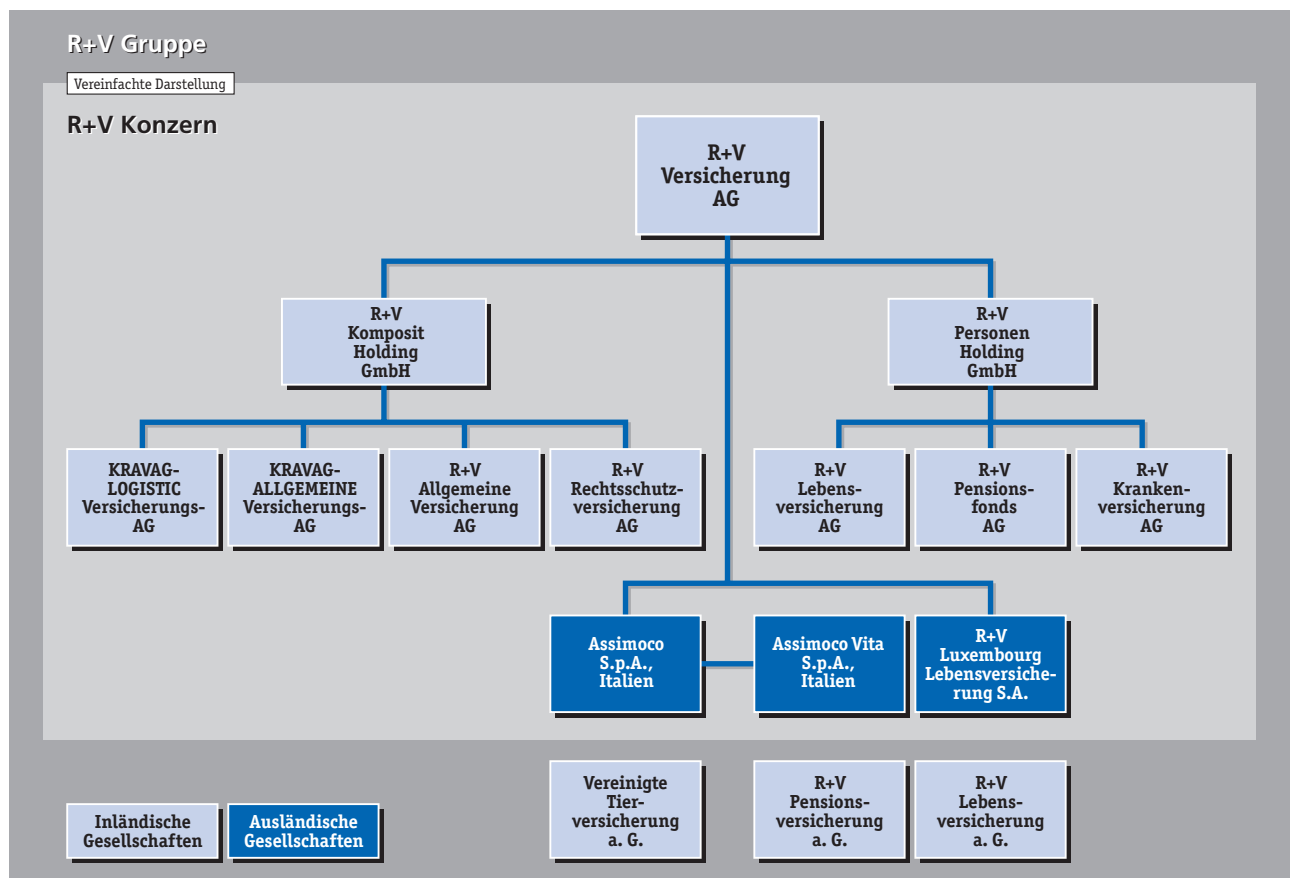 R+V Gruppe
Vereinfachte Darstellung
R+V Konzern
R+V
Versicherung
AG
R+V
Komposit
Holding
GmbH
R+V
Personen
Holding
GmbH
KRAVAG-
LOGISTIC
Versicherungs-
AG
KRAVAG-
ALLGEMEINE
Versicherungs-
AG
R+V
Allgemeine
Versicherung
AG
R+V
Rechtsschutz-
versicherung
AG
R+V
Lebens-
versicherung
AG
R+V
Pensions-
fonds
AG
R+V
Kranken-
versicherung
AG
Assimoco
S.p.A.,
Italien
Assimoco Vita
S.p.A.,
Italien
R+V
Luxembourg
Lebensversiche-
rung S.A.
Vereinigte
Tier-
versicherung
a. G.
R+V
Pensions-
versicherung
a. G.
R+V
Lebens-
versicherung
a. G.
Inländische
Gesellschaften
Ausländische
Gesellschaften